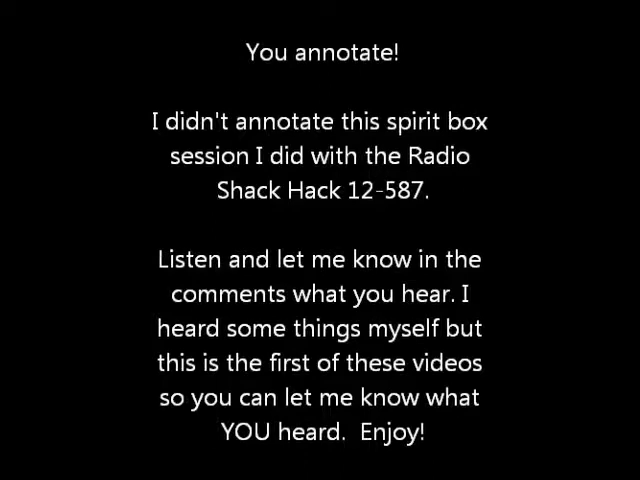 You annotate!
I didn't annotate this spirit box
session I did with the Radio
Shack Hack 12-587.
Listen and let me know in the
comments what you hear. I
heard some things myself but
this is the first of these videos
so you can let me know what
YOU heard.  Enjoy!